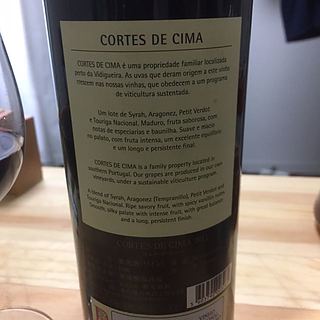 CORTES DE CIMA
CORTES DE CIMA é uma propriedade familiar localizada
perto da Vidigueira. As uvas que deram origem a este vinho
crescem nas nossas vinhas, que obedecem a um programa
de viticultura sustentada.
Um lote de Syrah, Aragonez, Petit Verdot
e Touriga Nacional. Maduro, fruta saborosa, com
notas de especiarias e baunilha. Suave e macio
no palato, com fruta intensa, um excelente equilíbrio
e um longo e persistente final.
CORTES DE CIMA is a family property located in
southern Portugal. Our grapes are produced in our own
vineyards, under a sustainable viticulture program.
A blend of Syrah, Aragonez (Tempranillo), Petit Verdot and
Touriga Nacional. Ripe savory fruit, with spicy vanilla notes.
Smooth, silky palate with intense fruit, with great balance
and a long, persistent finish.
CORTES DE CIMA